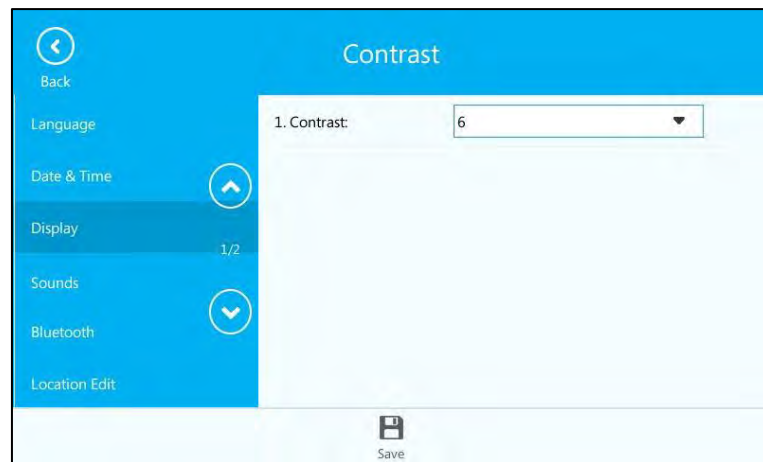 Contrast
Back
Language
1. Contrast:
6
Date & Time
Display
1/2
Sounds
Bluetooth
Location Edit
Save